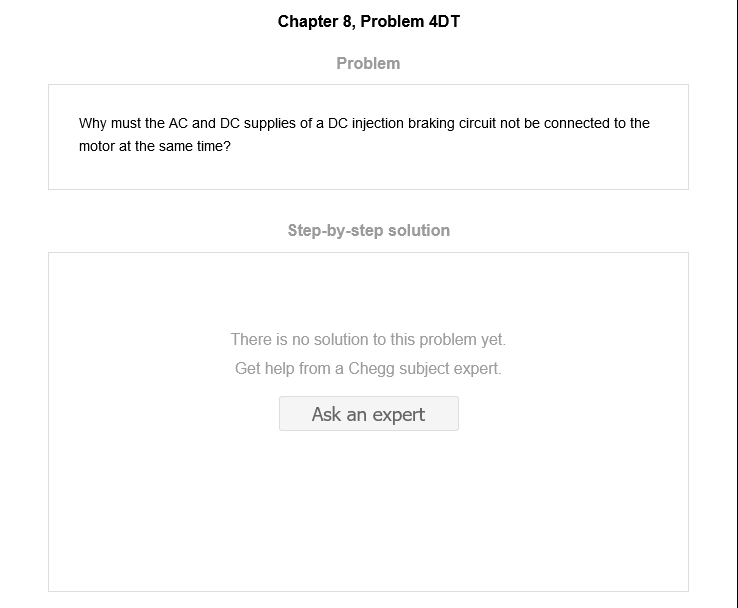 Chapter 8, Problem 4DT
Problem
Why must the AC and DC supplies of a DC injection braking circuit not be connected to the
motor at the same time?
Step-by-step solution
There is no solution to this problem yet.
Get help from a Chegg subject expert.
Ask an expert